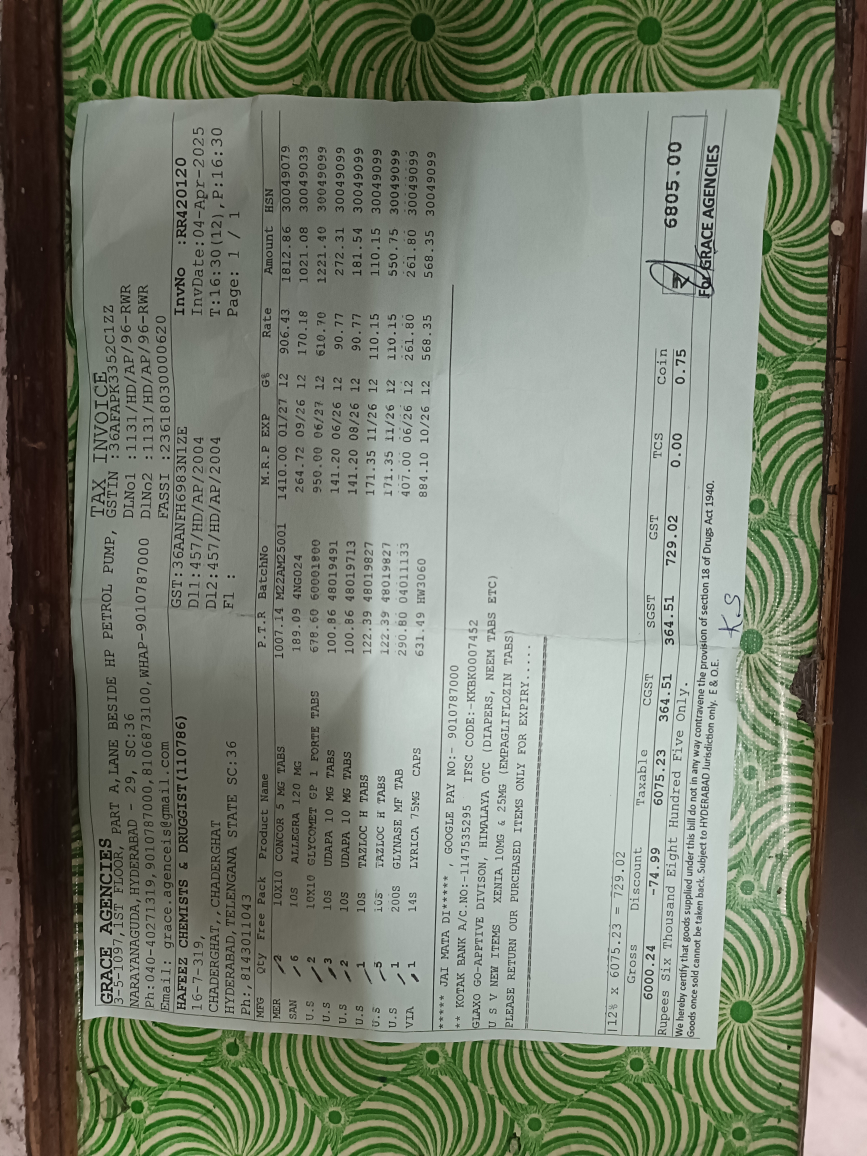 TAX INVOICE
GRACE AGENCIES
3-5-1097,1ST FLOOR, PART A,LANE BESIDE HP PETROL PUMP, GSTIN :36AFAPK3352C1ZZ
NARAYANAGUDA,HYDERABAD - 29, SC:36 DLNo1 :1131/HD/AP/96-RWR
Ph:040-40271319,9010787000,8106873100,WHAP-9010787000 DlNo2 :1131/HD/AP/96-RWR
Email: grace.agenceis@gmail.com FASSI :23618030000620
HAFEEZ CHEMISTS & DRUGGIST(110786) GST:36AANFH6983N1ZE InvNo :RR420120
16-7-319, Dl1:457/HD/AP/2004 InvDate:04-Apr-2025
CHADERGHAT,,CHADERGHAT Dl2:457/HD/AP/2004 T:16:30(12),P:16:30
HYDERABAD,TELENGANA STATE SC:36 Fl : Page: 1 / 1
Ph:,8143011043
MFG Qty Free Pack Product Name P.T.R BatchNo M.R.P EXP G% Rate Amount HSN
MER 2 10X10 CONCOR 5 MG TABS 1007.14 M22AM25001 1410.00 01/27 12 906.43 1812.86 30049079
SAN 6 10S ALLEGRA 120 MG 189.09 4NG024 264.72 09/26 12 170.18 1021.08 30049039
U.S 2 10X10 GLYCOMET GP 1 FORTE TABS 678.60 60001800 950.00 06/27 12 610.70 1221.40 30049099
U.S 3 10S UDAPA 10 MG TABS 100.86 48019491 141.20 06/26 12 90.77 272.31 30049099
U.S 2 10S UDAPA 10 MG TABS 100.86 48019713 141.20 08/26 12 90.77 181.54 30049099
U.S 1 10S TAZLOC H TABS 122.39 48019827 171.35 11/26 12 110.15 110.15 30049099
U.S 5 10S TAZLOC H TABS 122.39 48019827 171.35 11/26 12 110.15 550.75 30049099
U.S 1 200S GLYNASE MF TAB 290.80 04011133 407.00 06/26 12 261.80 261.80 30049099
VIA 1 14S LYRICA 75MG CAPS 631.49 HW3060 884.10 10/26 12 568.35 568.35 30049099
***** JAI MATA DI***** , GOOGLE PAY NO:- 9010787000
** KOTAK BANK A/C.NO:-1147535295 IFSC CODE:-KKBK0007452
GLAXO GO-APPTIVE DIVISON, HIMALAYA OTC (DIAPERS, NEEM TABS ETC)
U S V NEW ITEMS XENIA 10MG & 25MG (EMPAGLIFLOZIN TABS)
PLEASE RETURN OUR PURCHASED ITEMS ONLY FOR EXPIRY.....
12% x 6075.23 = 729.02
Gross Discount Taxable CGST SGST GST TCS Coin
6000.24 -74.99 6075.23 364.51 364.51 729.02 0.00 0.75 ₹ 6805.00
Rupees Six Thousand Eight Hundred Five Only.
We hereby certify that goods supplied under this bill do not in any way contravene the provision of section 18 of Drugs Act 1940.
Goods once sold cannot be taken back. Subject to HYDERABAD Jurisdiction only. E & O.E. For GRACE AGENCIES
K.S